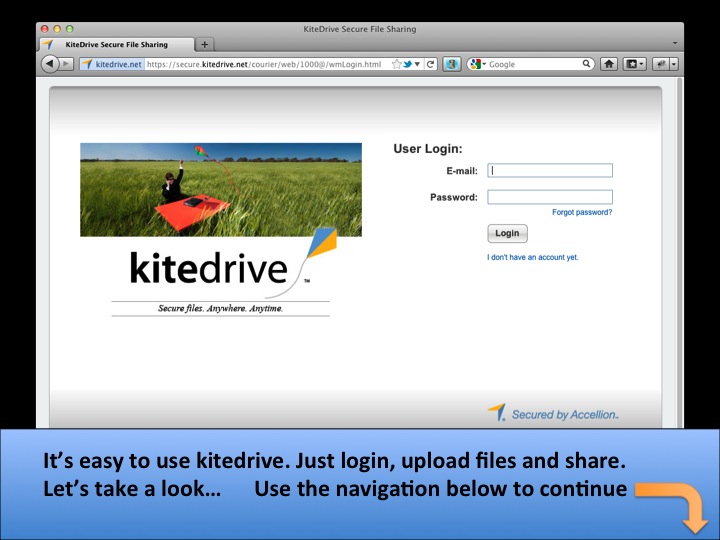 KiteDrive Secure File Sharing
KiteDrive Secure File Sharing
kitedrive.net https://secure.kitedrive.net/courier/web/1000@/wmLogin.html Google
User Login:
E-mail:
Password:
Forgot password?
Login
I don't have an account yet.
kitedrive™
Secure files. Anywhere. Anytime.
Secured by Accellion™
It's easy to use kitedrive. Just login, upload files and share.
Let's take a look… Use the navigation below to continue